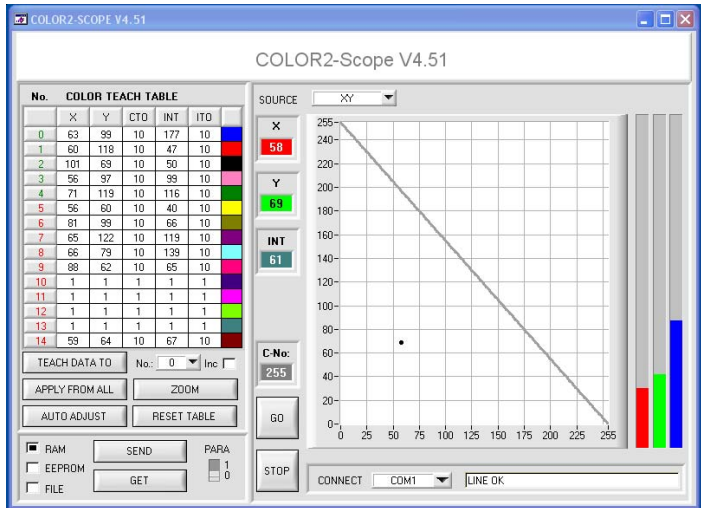 COLOR2-SCOPE V4.51
COLOR2-Scope V4.51
No. COLOR TEACH TABLE
X Y CTO INT ITO
0 63 99 10 177 10
1 60 118 10 47 10
2 101 69 10 50 10
3 56 97 10 99 10
4 71 119 10 116 10
5 56 60 10 40 10
6 81 99 10 66 10
7 65 122 10 119 10
8 66 79 10 139 10
9 88 62 10 65 10
10 1 1 1 1 1
11 1 1 1 1 1
12 1 1 1 1 1
13 1 1 1 1 1
14 59 64 10 67 10
TEACH DATA TO No.: 0 Inc
APPLY FROM ALL ZOOM
AUTO ADJUST RESET TABLE
RAM SEND PARA
EEPROM 1
0
FILE GET
SOURCE XY
X
58
Y
69
INT
61
C-No:
255
GO
STOP
255-
240-
220-
200-
180-
160-
140-
120-
100-
80-
60-
40-
20-
0-
0 25 50 75 100 125 150 175 200 225 255
CONNECT COM1 LINE OK